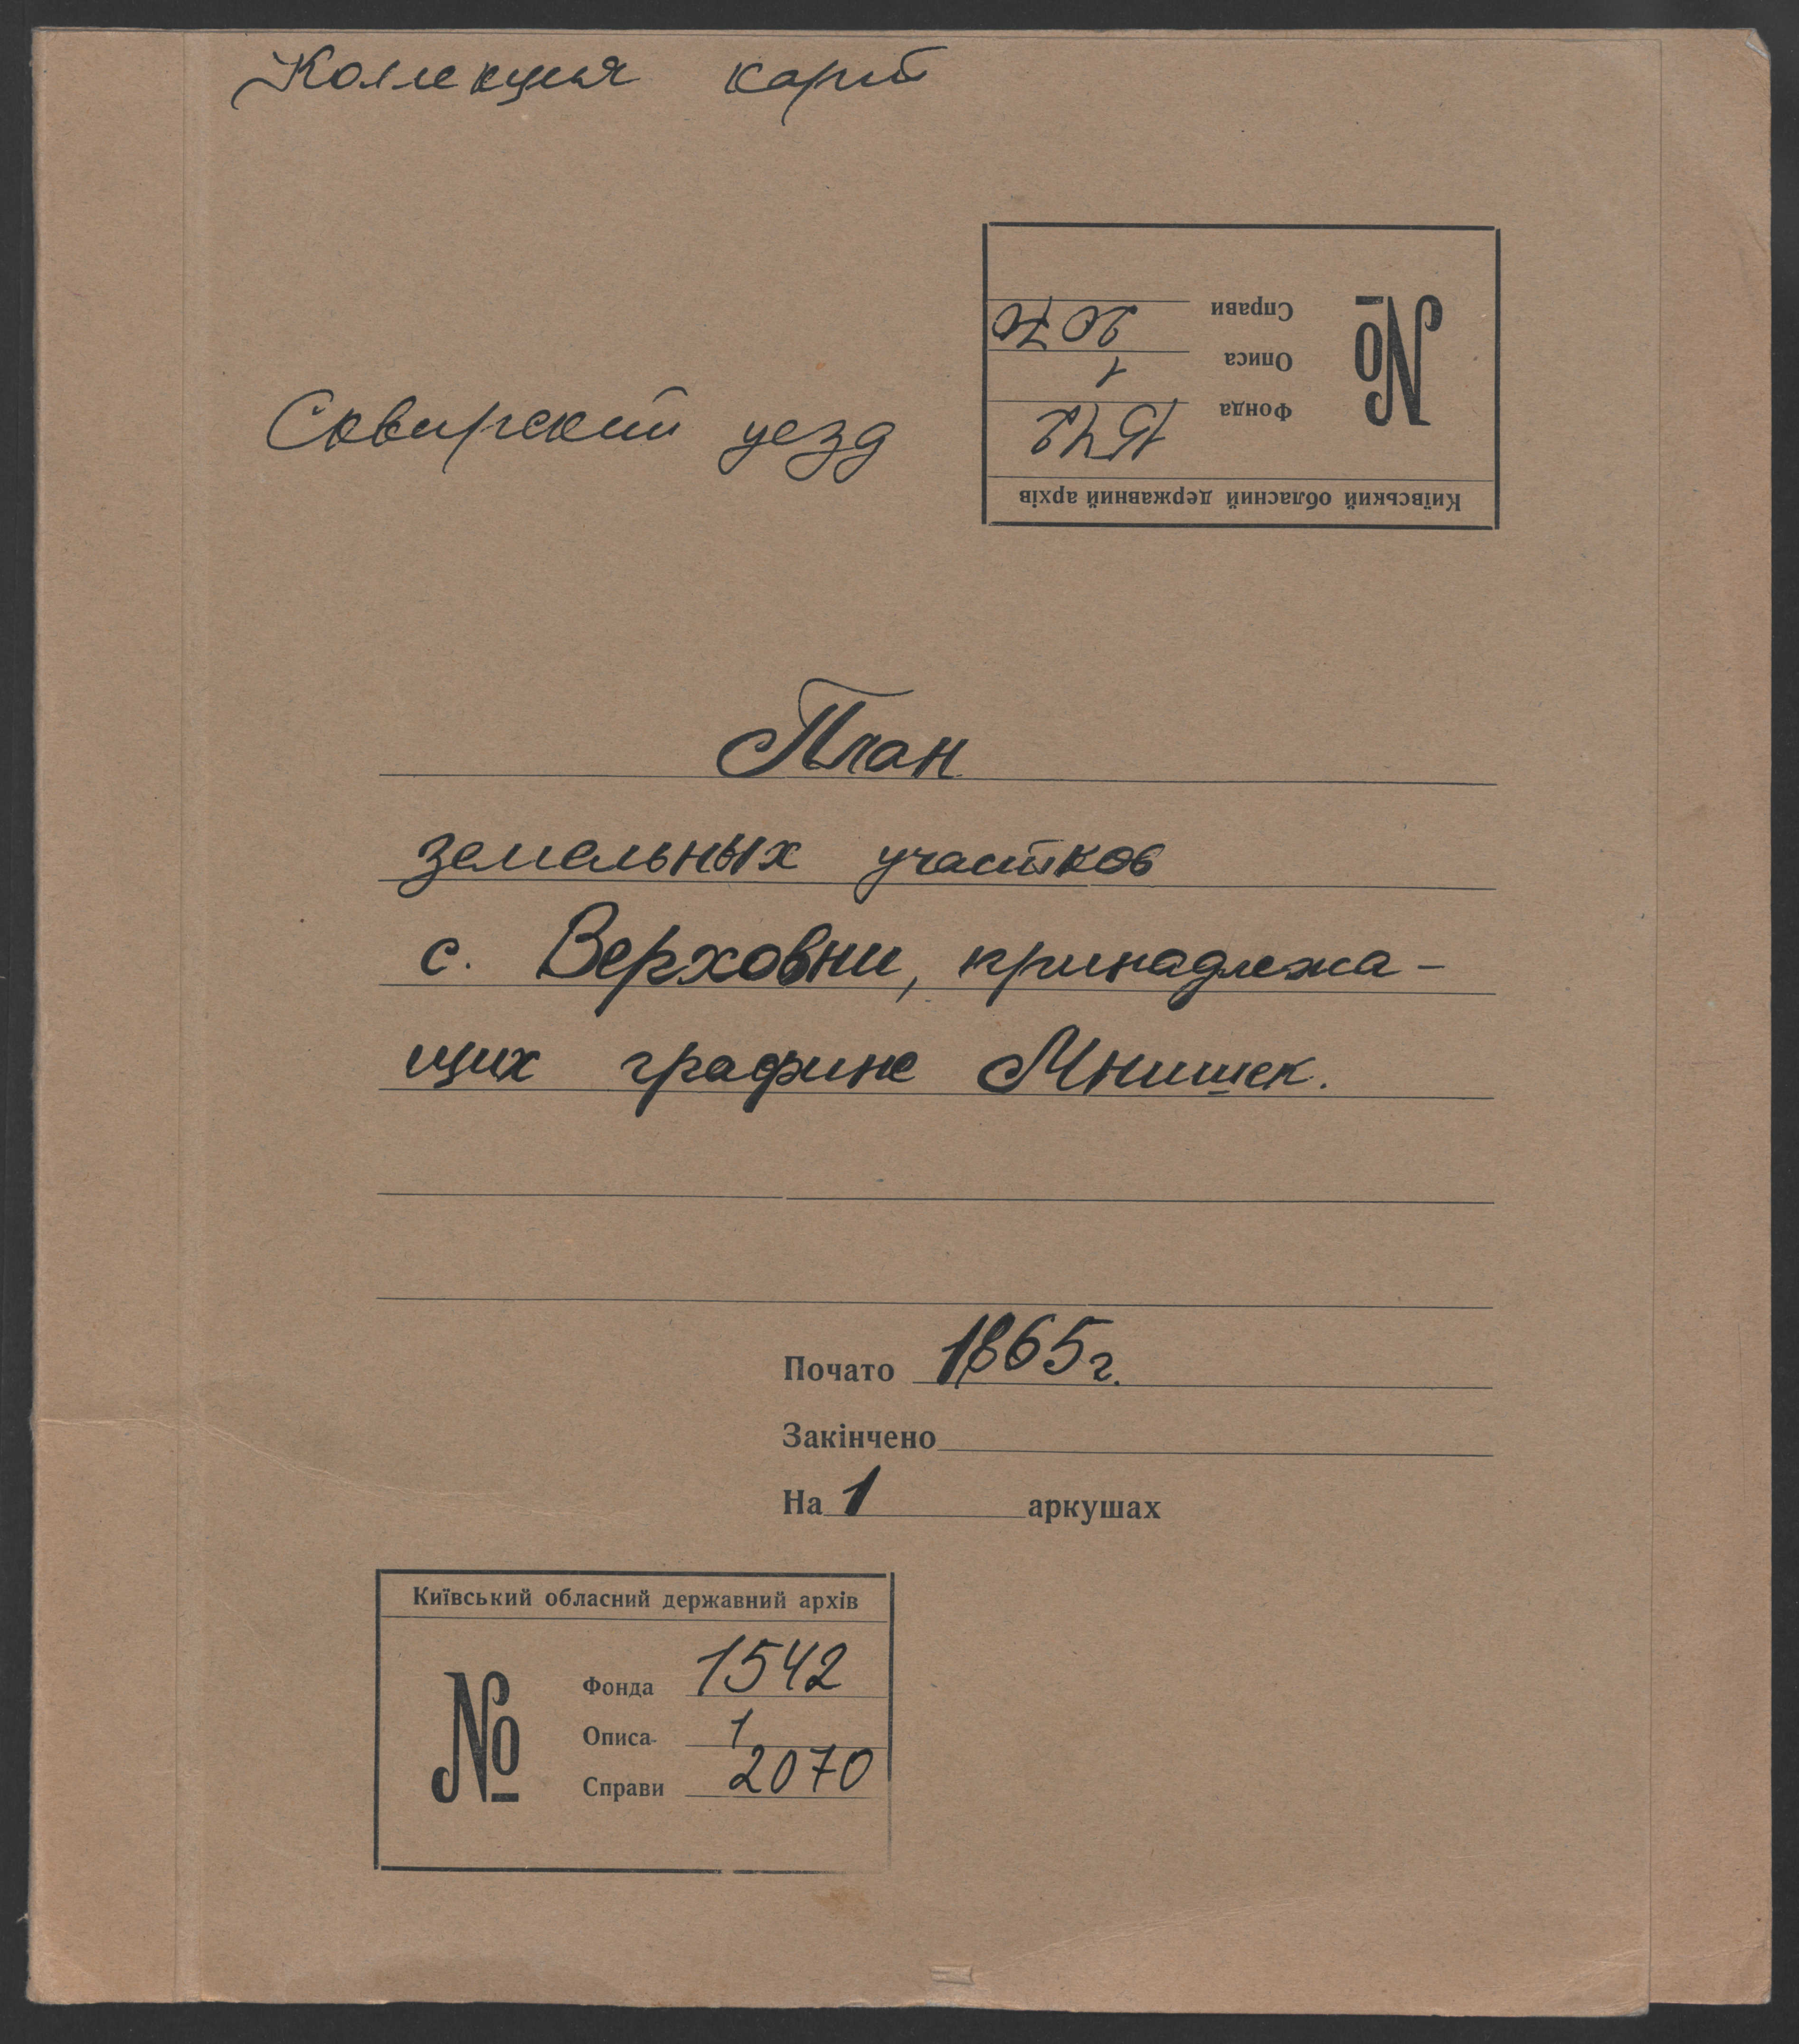 Коллекция карт
Справи 2070
Описа 1
Фонда 1542
Київський обласний державний архів
№
Сквирский уезд
План
земельных участков
с. Верховни, принадлежа-
щих графине Мнишек.
Почато 1865г.
Закінчено
На 1 аркушах
Київський обласний державний архів
№
Фонда 1542
Описа 1
Справи 2070